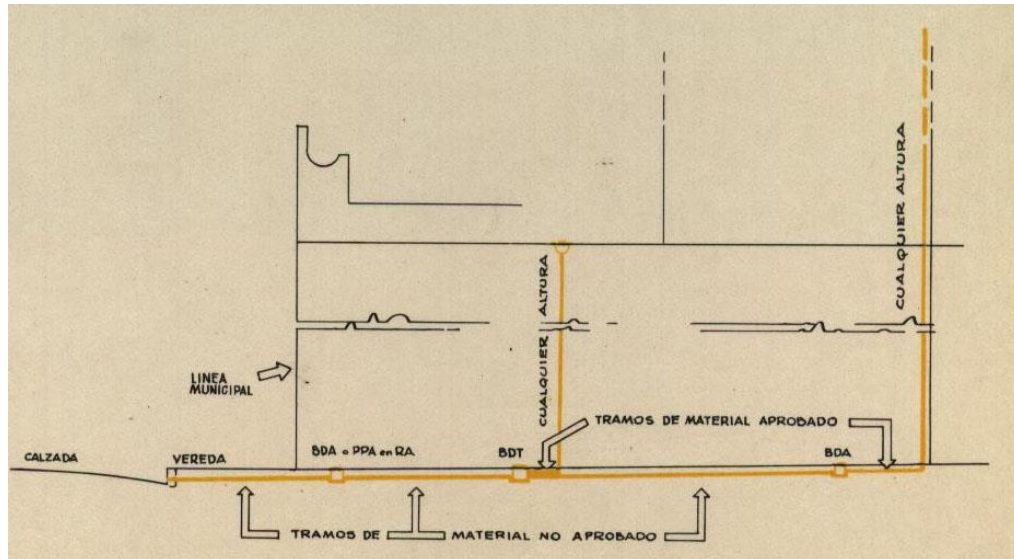 CUALQUIER ALTURA
CUALQUIER ALTURA
LINEA
MUNICIPAL
TRAMOS DE MATERIAL APROBADO
CALZADA
VEREDA
BDA o PPA en RA
BDT
BDA
TRAMOS DE MATERIAL NO APROBADO